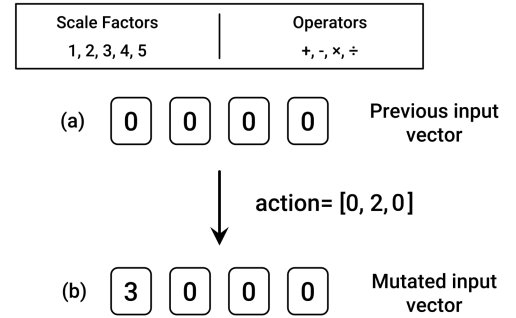 Scale Factors
1, 2, 3, 4, 5
Operators
+, -, ×, ÷
(a) 0 0 0 0 Previous input
vector
action= [0, 2, 0]
(b) 3 0 0 0 Mutated input
vector